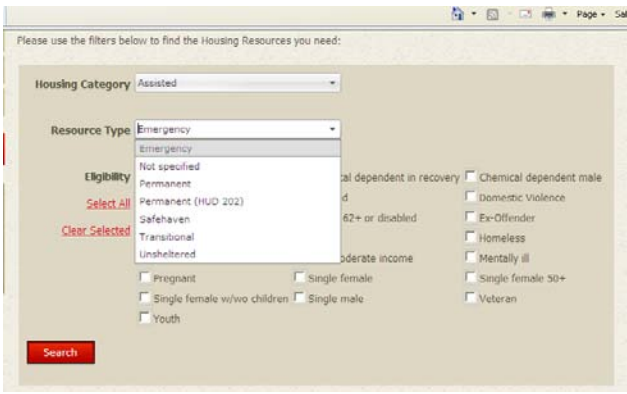 Page
Please use the filters below to find the Housing Resources you need:
Housing Category Assisted
Resource Type Emergency
Emergency
Not specified
Permanent
Permanent (HUD 202)
Safehaven
Transitional
Unsheltered
Eligibility
Select All
Clear Selected
dependent in recovery Chemical dependent male
Domestic Violence
62+ or disabled Ex-Offender
Homeless
income Mentally ill
Pregnant Single female Single female 50+
Single female w/wo children Single male Veteran
Youth
Search